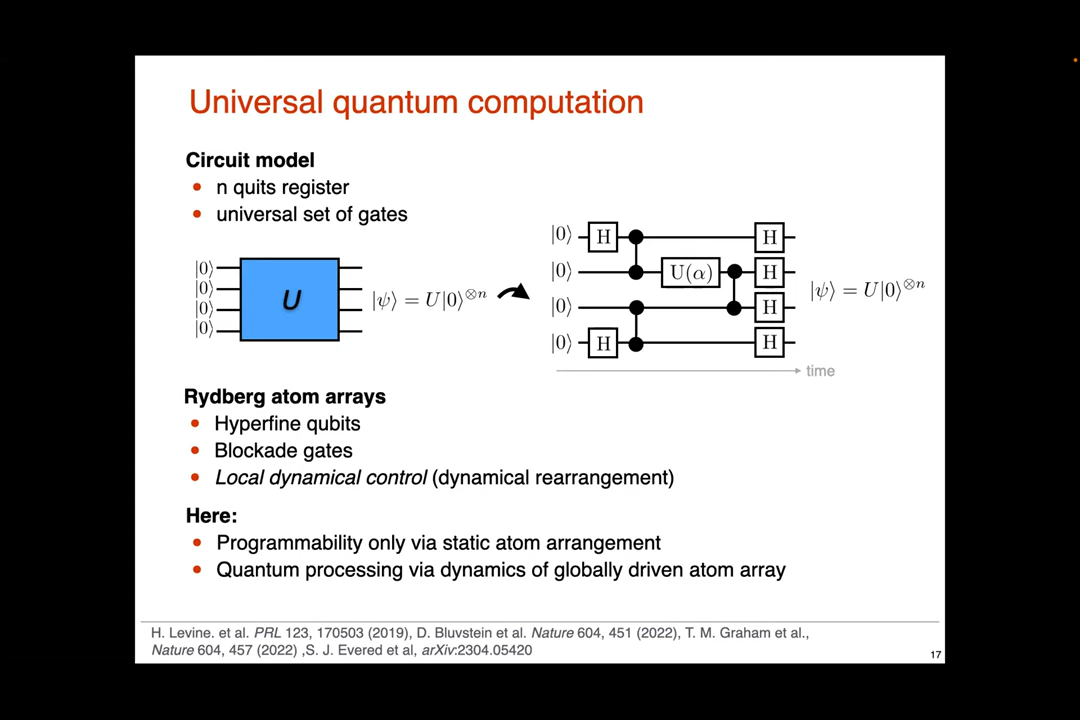 Universal quantum computation
Circuit model
• n quits register
• universal set of gates
|0⟩
|0⟩
|0⟩
|0⟩
U
|ψ⟩ = U|0⟩⊗n
|0⟩ H H
|0⟩ U(α) H
|0⟩ H
|0⟩ H H
|ψ⟩ = U|0⟩⊗n
time
Rydberg atom arrays
• Hyperfine qubits
• Blockade gates
• Local dynamical control (dynamical rearrangement)
Here:
• Programmability only via static atom arrangement
• Quantum processing via dynamics of globally driven atom array
H. Levine. et al. PRL 123, 170503 (2019), D. Bluvstein et al. Nature 604, 451 (2022), T. M. Graham et al.,
Nature 604, 457 (2022) ,S. J. Evered et al, arXiv:2304.05420
17